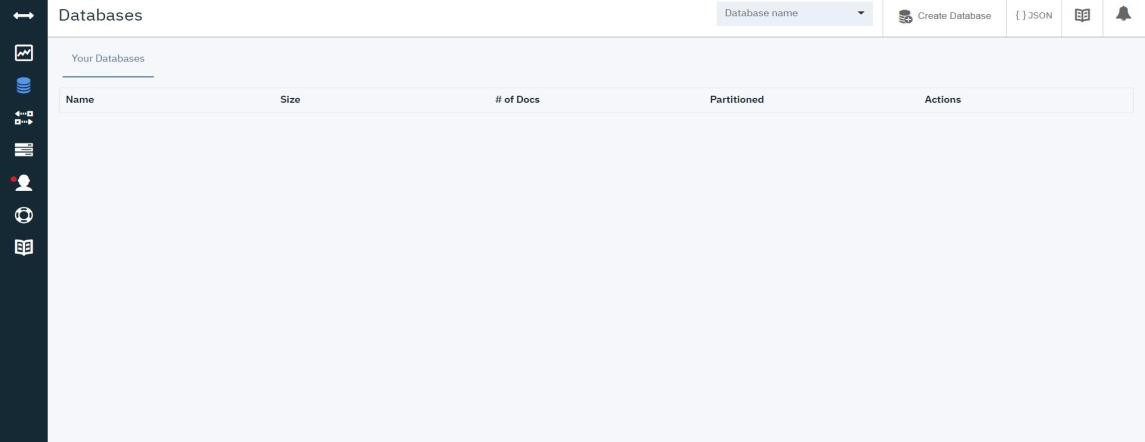 Databases
Database name
Create Database
{ } JSON
Your Databases
Name Size # of Docs Partitioned Actions